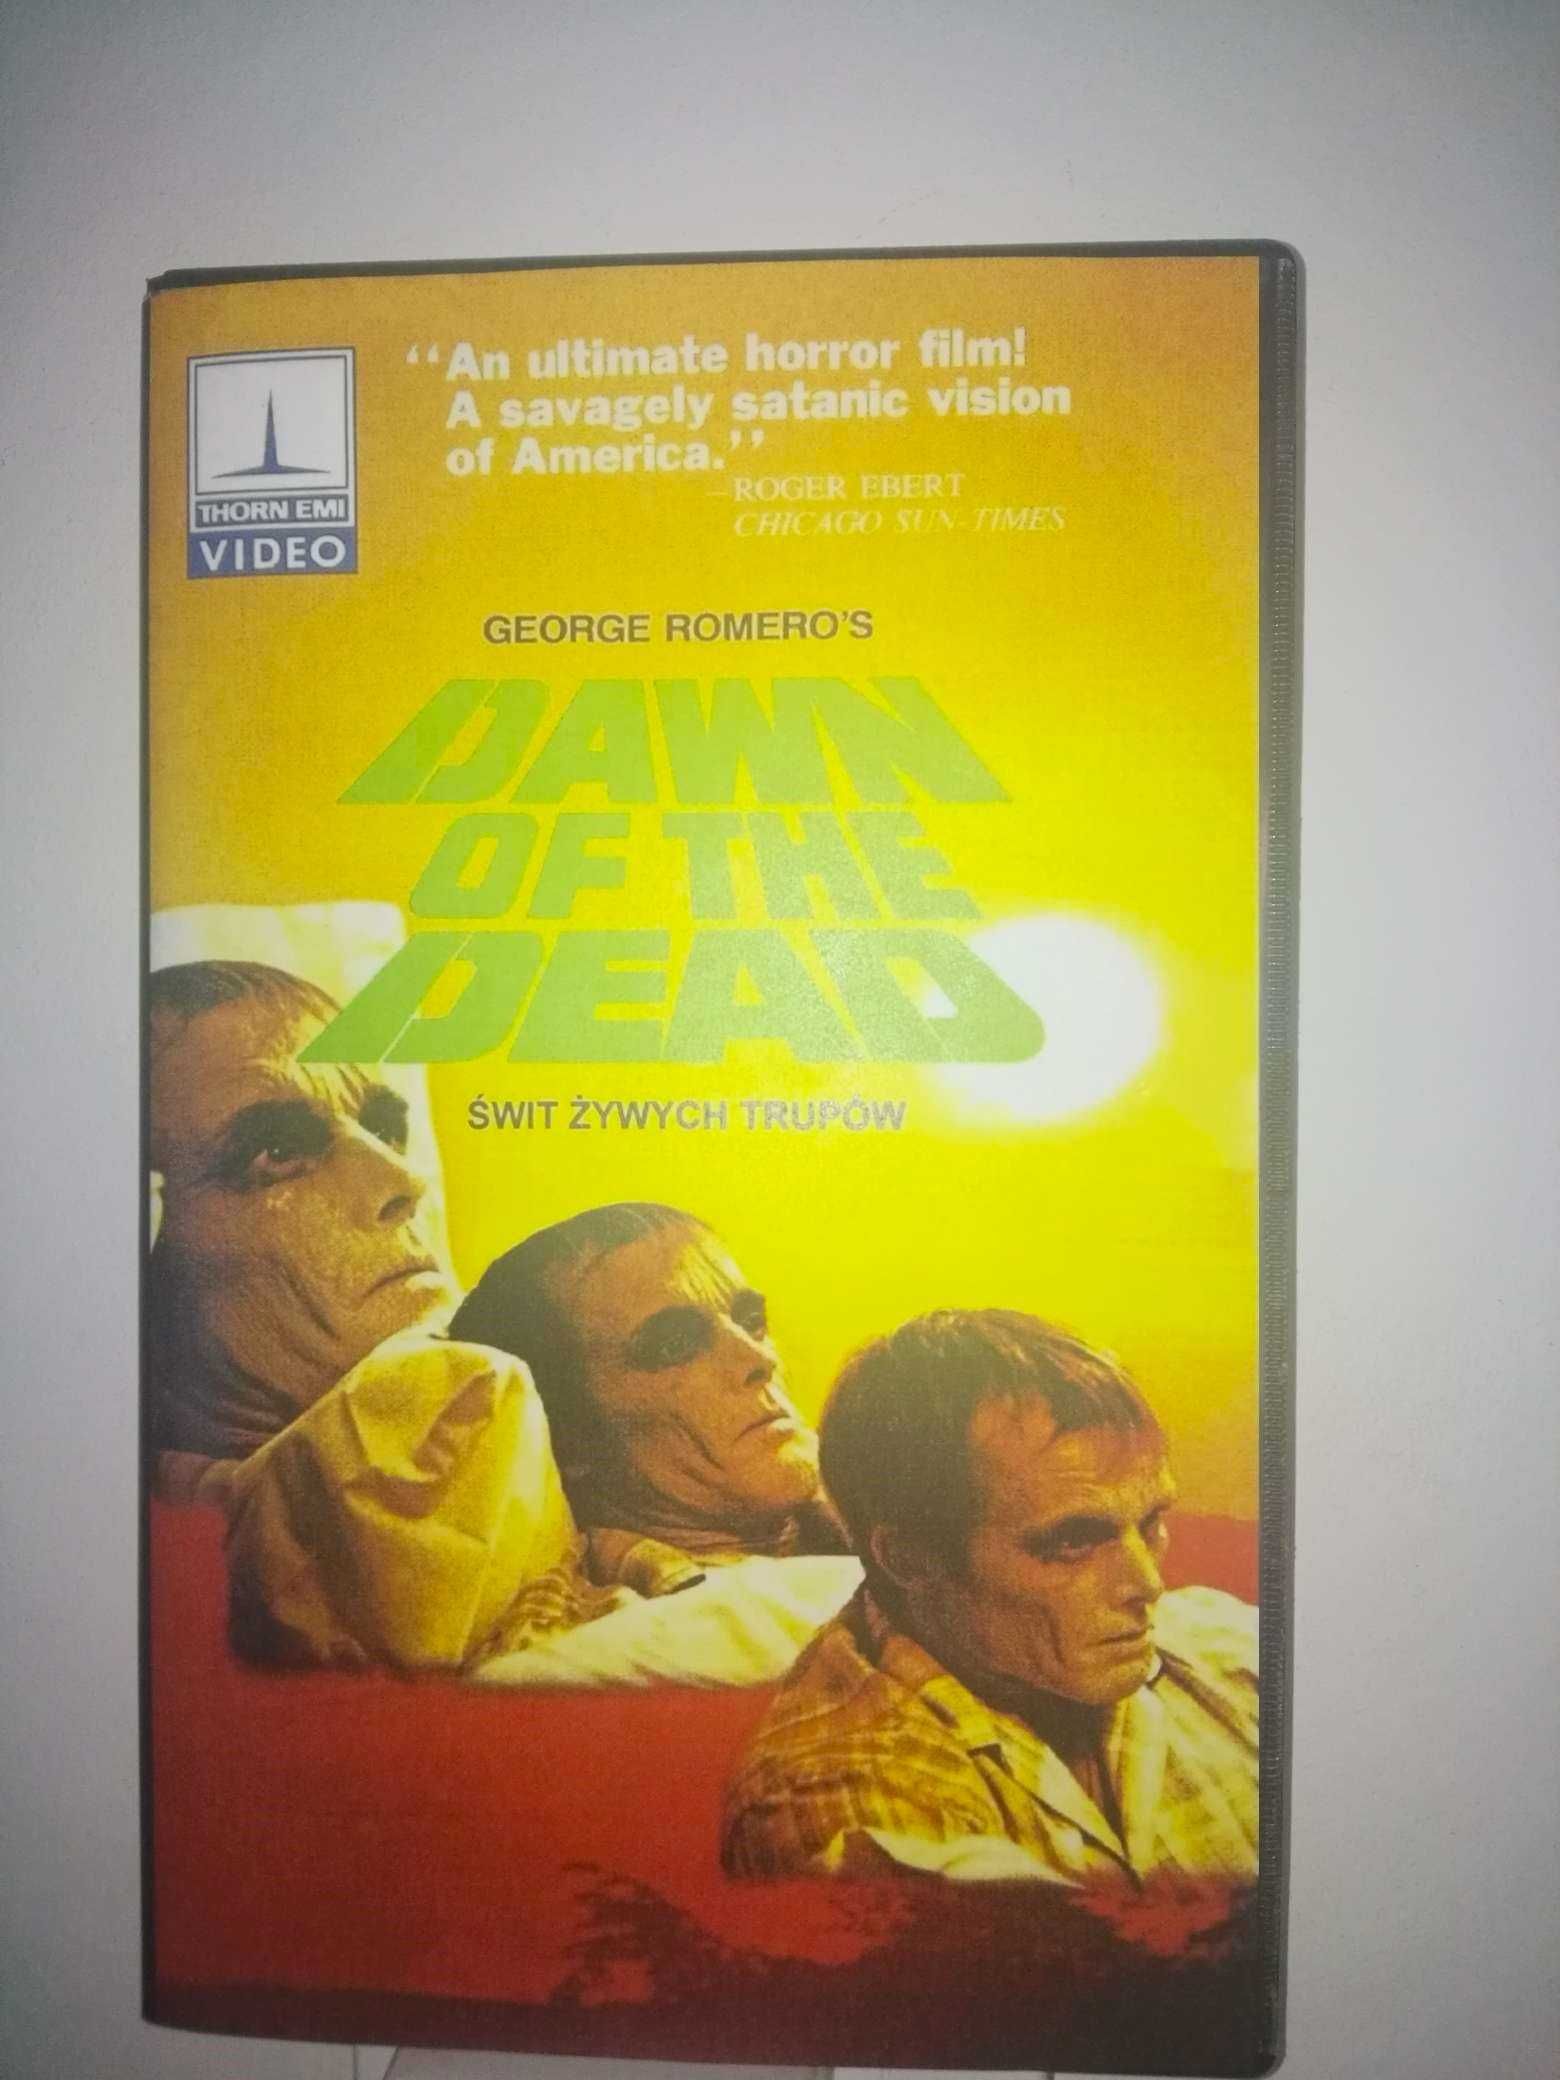 “An ultimate horror film!
A savagely satanic vision
of America.”
—ROGER EBERT
CHICAGO SUN-TIMES
THORN EMI
VIDEO
GEORGE ROMERO'S
DAWN
OF THE
DEAD
ŚWIT ŻYWYCH TRUPÓW